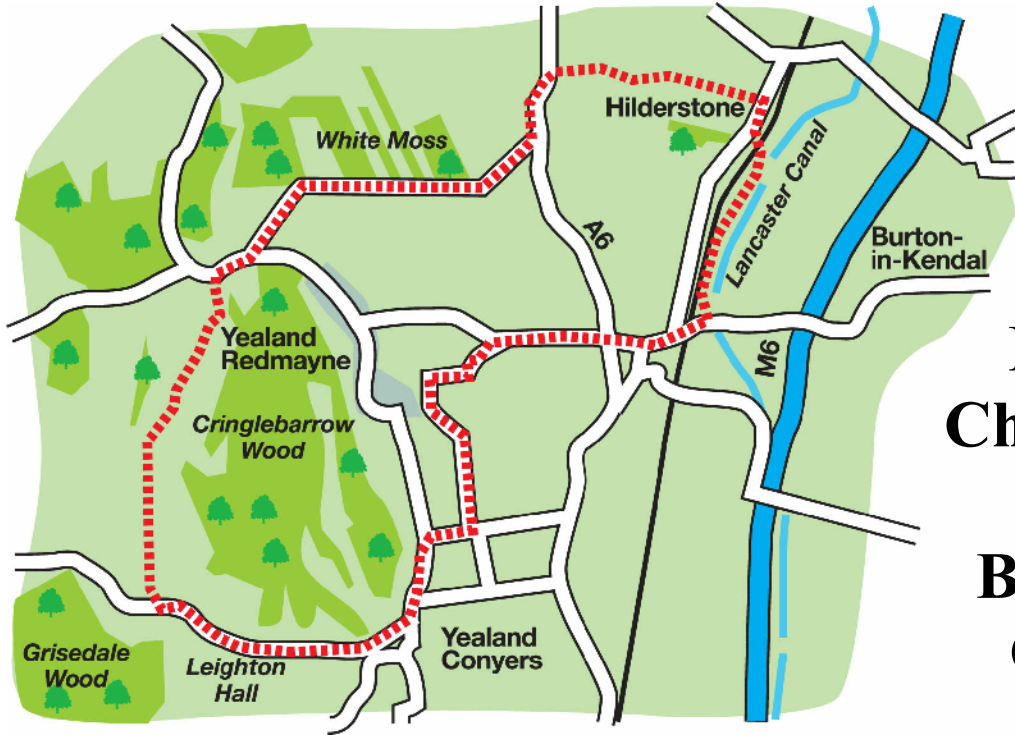 Hilderstone
White Moss
Lancaster Canal
A6
Burton-
in-Kendal
Yealand
Redmayne
M6
Cringlebarrow
Wood
Ch
B
Yealand
Conyers
Grisedale
Wood
Leighton
Hall